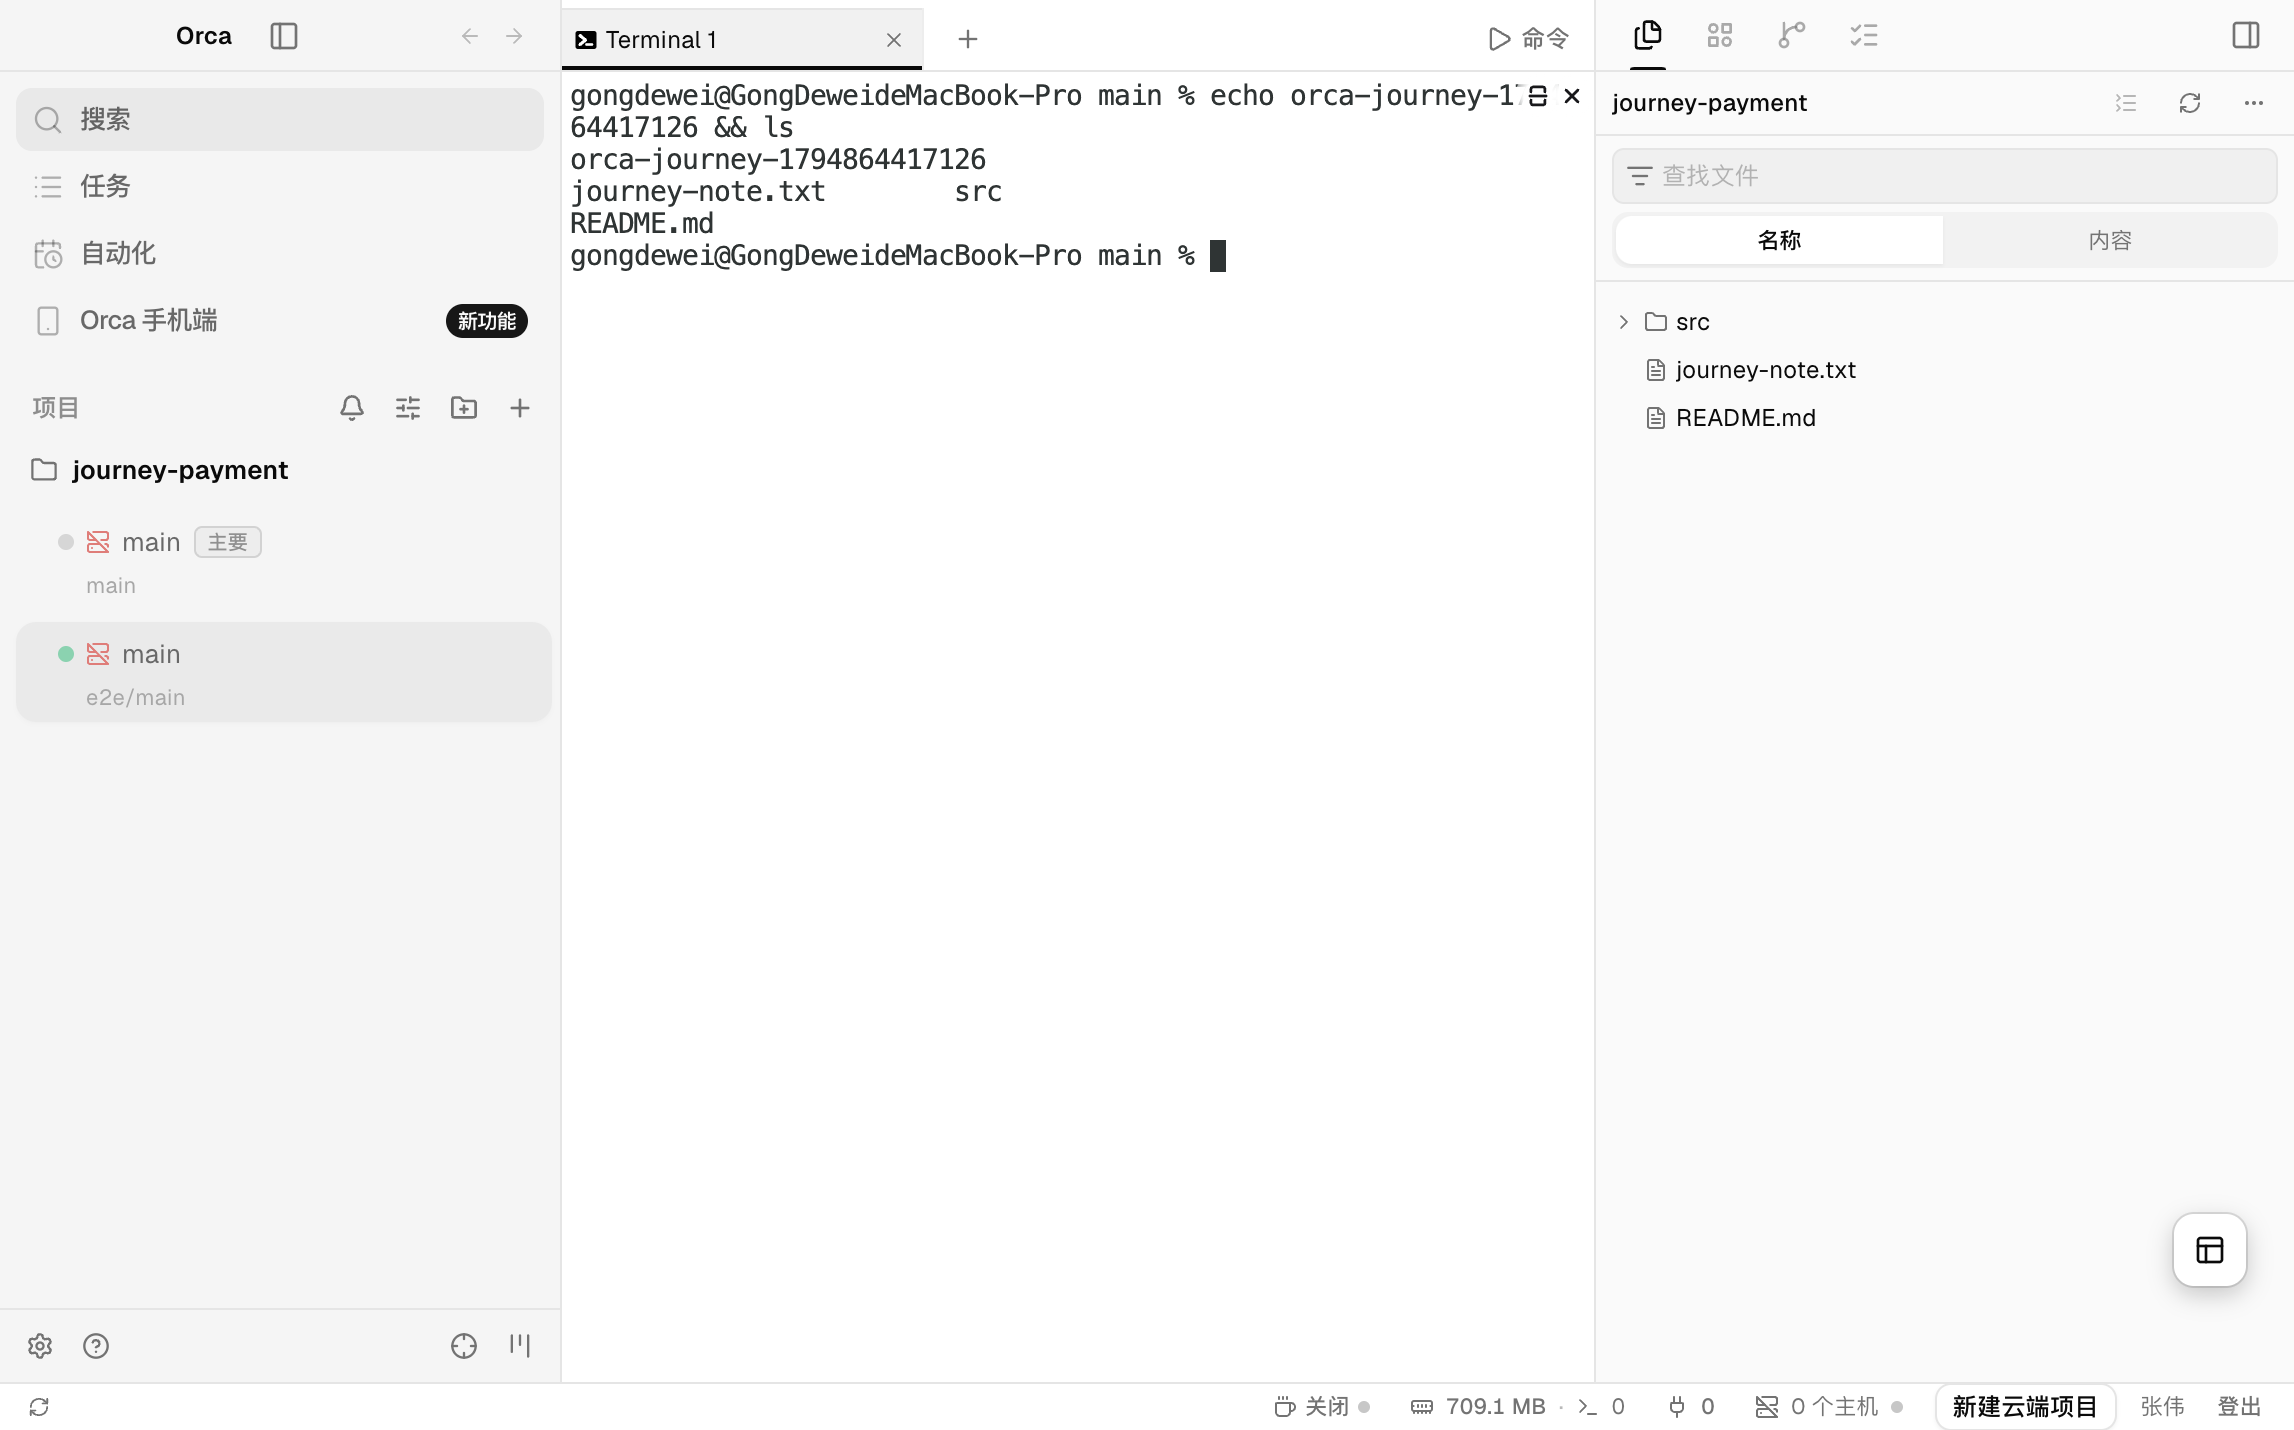 Orca
搜索
任务
自动化
Orca 手机端
新功能
项目
journey-payment
main 主要
main
main
e2e/main
Terminal 1
命令
gongdewei@GongDeweideMacBook-Pro main % echo orca-journey-17
64417126 && ls
orca-journey-1794864417126
journey-note.txt src
README.md
gongdewei@GongDeweideMacBook-Pro main %
journey-payment
查找文件
名称 内容
src
journey-note.txt
README.md
关闭 709.1 MB · 0 0 0 个主机 新建云端项目 张伟 登出